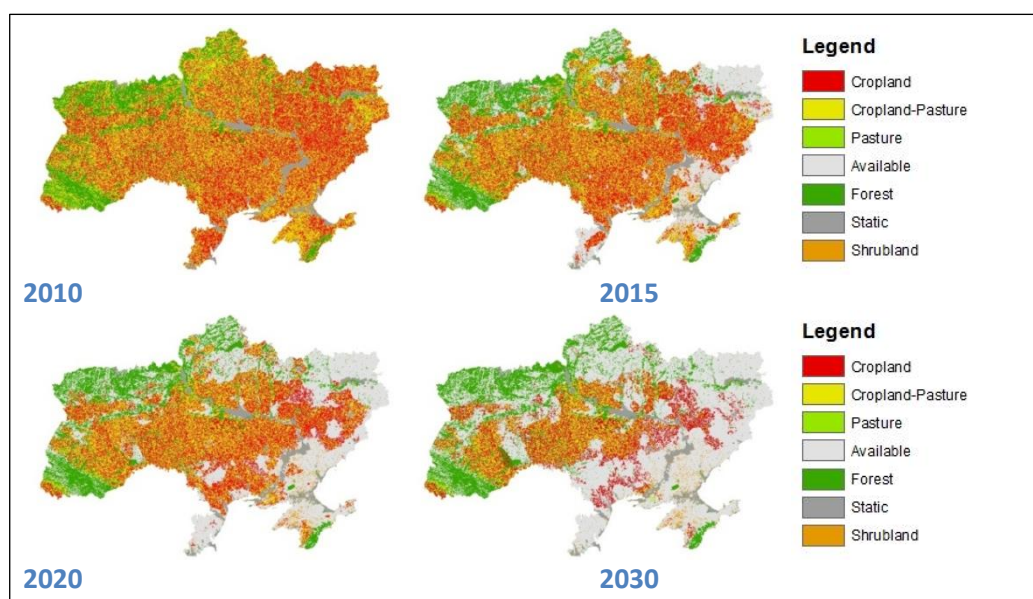 Legend
Cropland
Cropland-Pasture
Pasture
Available
Forest
Static
Shrubland
2010
2015
Legend
Cropland
Cropland-Pasture
Pasture
Available
Forest
Static
Shrubland
2020
2030